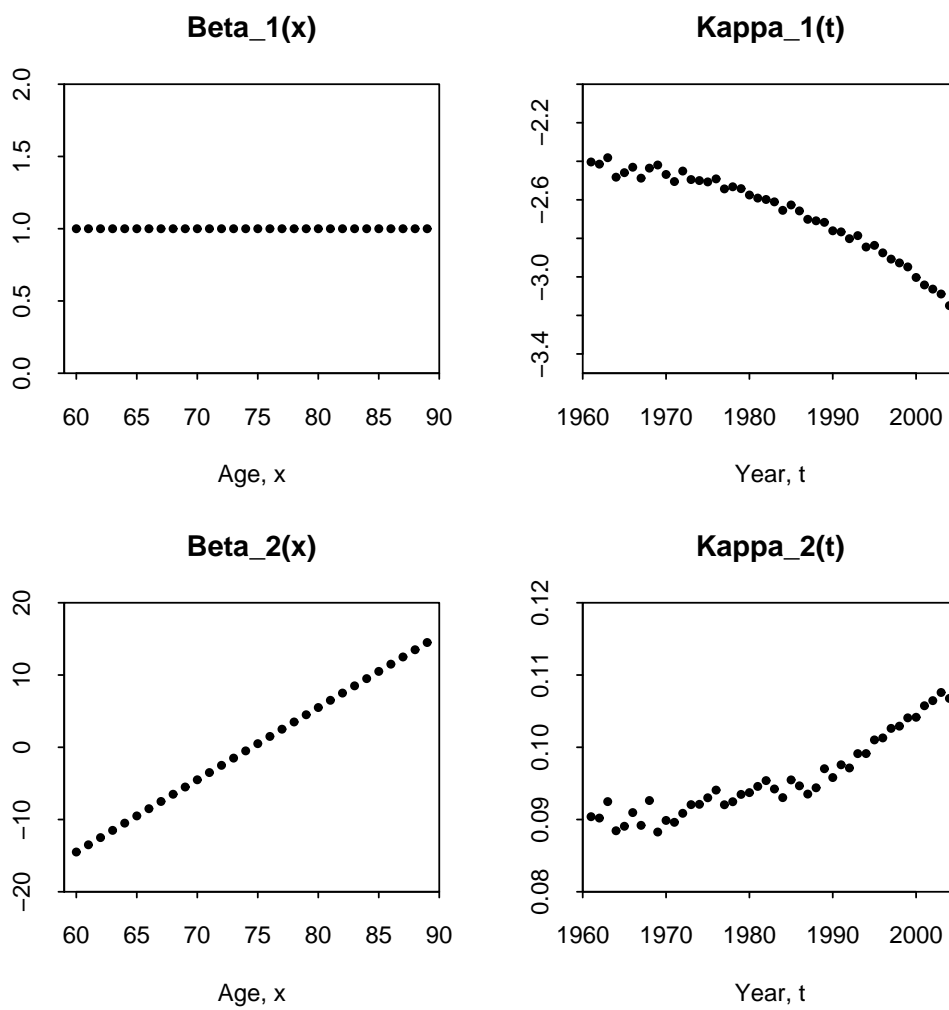 Beta_1(x)
2.0
1.5
1.0
0.5
0.0
60 65 70 75 80 85 90
Age, x
Kappa_1(t)
−2.2
−2.6
−3.0
−3.4
1960 1970 1980 1990 2000
Year, t
Beta_2(x)
20
10
0
−10
−20
60 65 70 75 80 85 90
Age, x
Kappa_2(t)
0.12
0.11
0.10
0.09
0.08
1960 1970 1980 1990 2000
Year, t